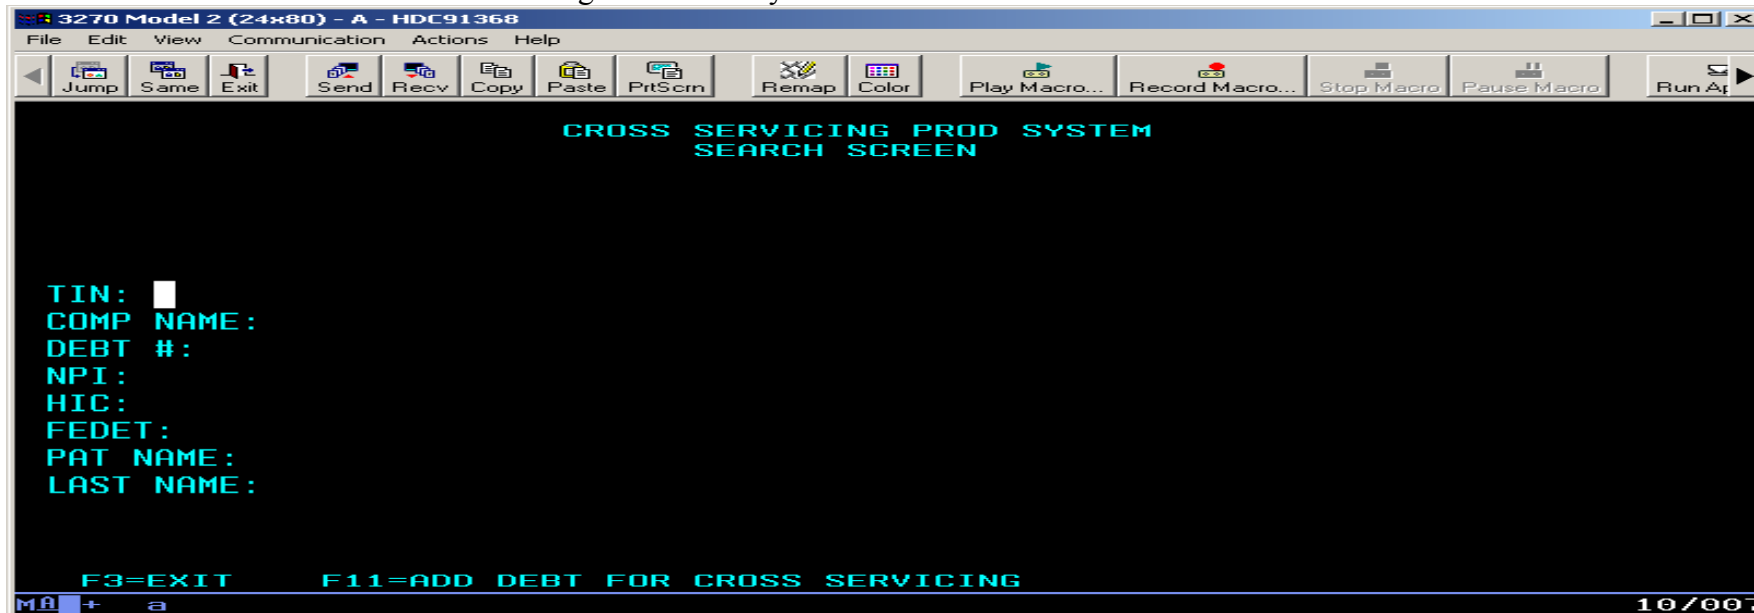 3270 Model 2 (24x80) - A - HDC91368
File Edit View Communication Actions Help
Jump Same Exit Send Recv Copy Paste PrtScrn Remap Color Play Macro... Record Macro... Stop Macro Pause Macro Run
CROSS SERVICING PROD SYSTEM
SEARCH SCREEN
TIN:
COMP NAME:
DEBT #:
NPI:
HIC:
FEDET:
PAT NAME:
LAST NAME:
F3=EXIT F11=ADD DEBT FOR CROSS SERVICING
MA + a 10/007